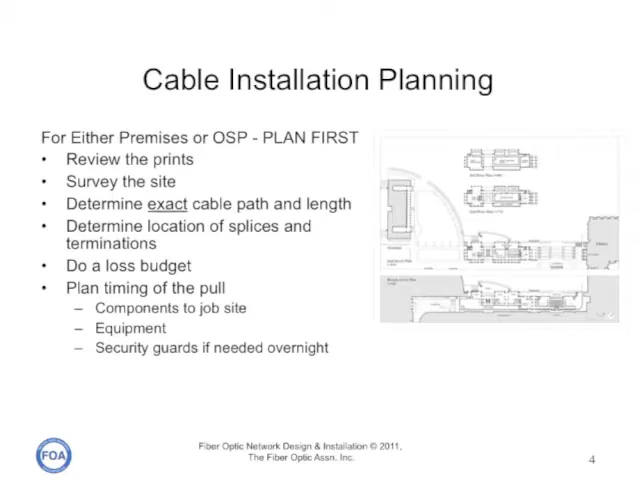 Cable Installation Planning
For Either Premises or OSP - PLAN FIRST
• Review the prints
• Survey the site
• Determine exact cable path and length
• Determine location of splices and
terminations
• Do a loss budget
• Plan timing of the pull
– Components to job site
– Equipment
– Security guards if needed overnight
FOA
Fiber Optic Network Design & Installation © 2011,
The Fiber Optic Assn. Inc.
4